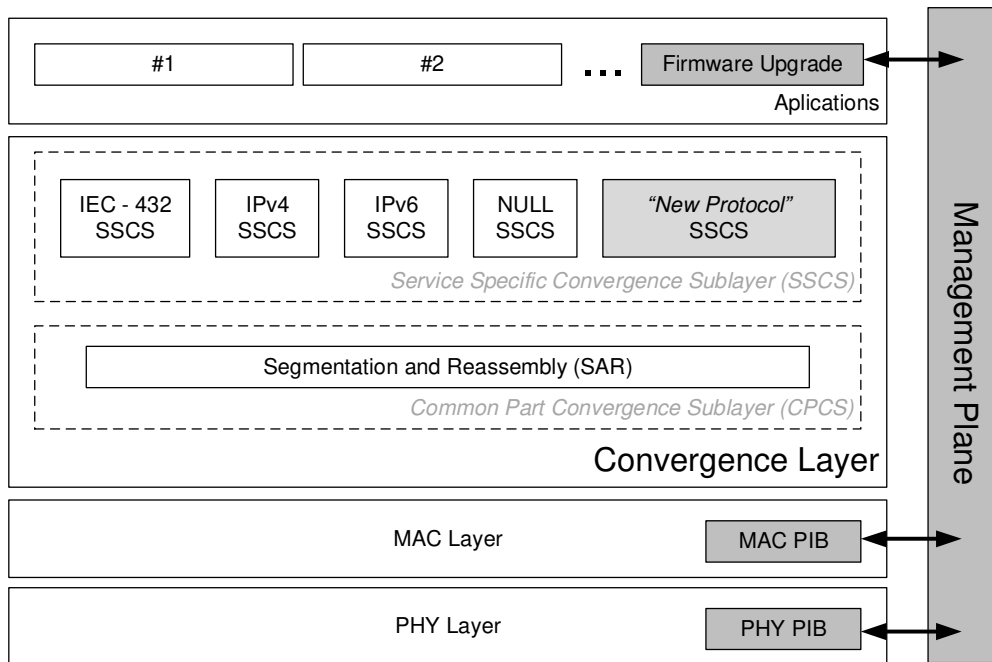 #1
#2
...
Firmware Upgrade
Aplications
IEC - 432
SSCS
IPv4
SSCS
IPv6
SSCS
NULL
SSCS
“New Protocol”
SSCS
Service Specific Convergence Sublayer (SSCS)
Segmentation and Reassembly (SAR)
Common Part Convergence Sublayer (CPCS)
Convergence Layer
MAC Layer
MAC PIB
PHY Layer
PHY PIB
Management Plane